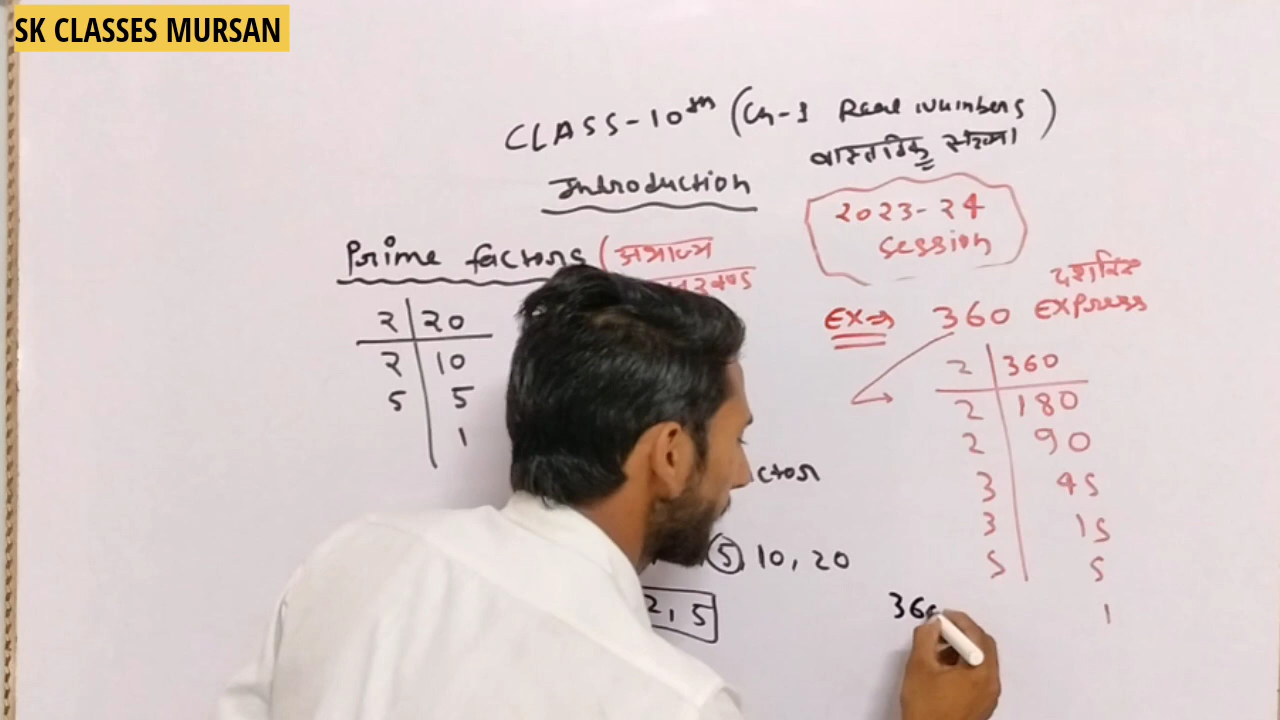 SK CLASSES MURSAN
CLASS-10th (Ch-1 Real Numbers)
वास्तविक संख्या
Introduction
2023-24
session
Prime factors (अभाज्य
2 | 20
2 | 10
5 | 5
1
5, 10, 20
2, 5
Ex⇒ 360 Express
2 | 360
2 | 180
2 | 90
3 | 45
3 | 15
5 | 5
1
360